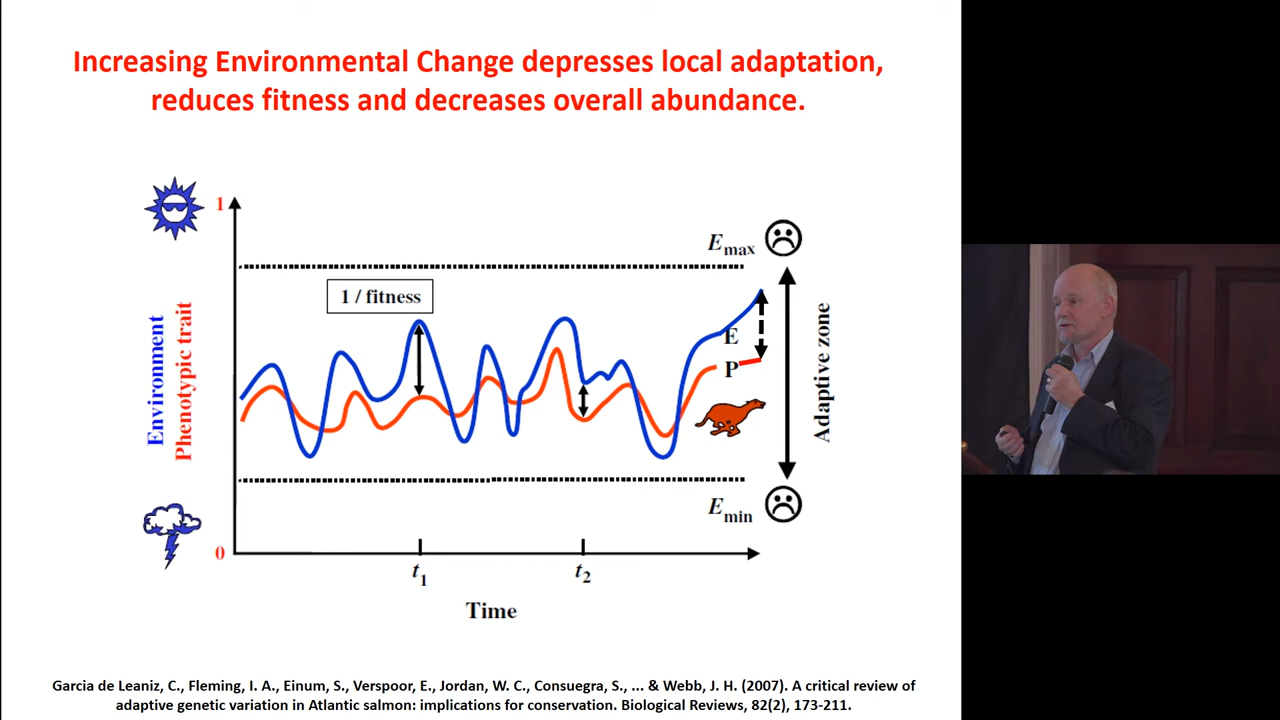 Increasing Environmental Change depresses local adaptation,
reduces fitness and decreases overall abundance.
1
E max
1 / fitness
Environment
Phenotypic trait
E
P
Adaptive zone
E min
0
t1
t2
Time
Garcia de Leaniz, C., Fleming, I. A., Einum, S., Verspoor, E., Jordan, W. C., Consuegra, S., ... & Webb, J. H. (2007). A critical review of
adaptive genetic variation in Atlantic salmon: implications for conservation. Biological Reviews, 82(2), 173-211.